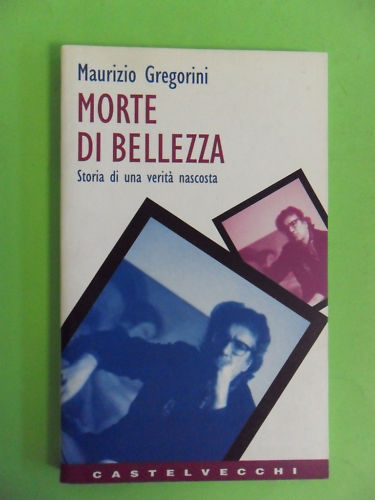 Maurizio Gregorini
MORTE
DI BELLEZZA
Storia di una verità nascosta
CASTELVECCHI